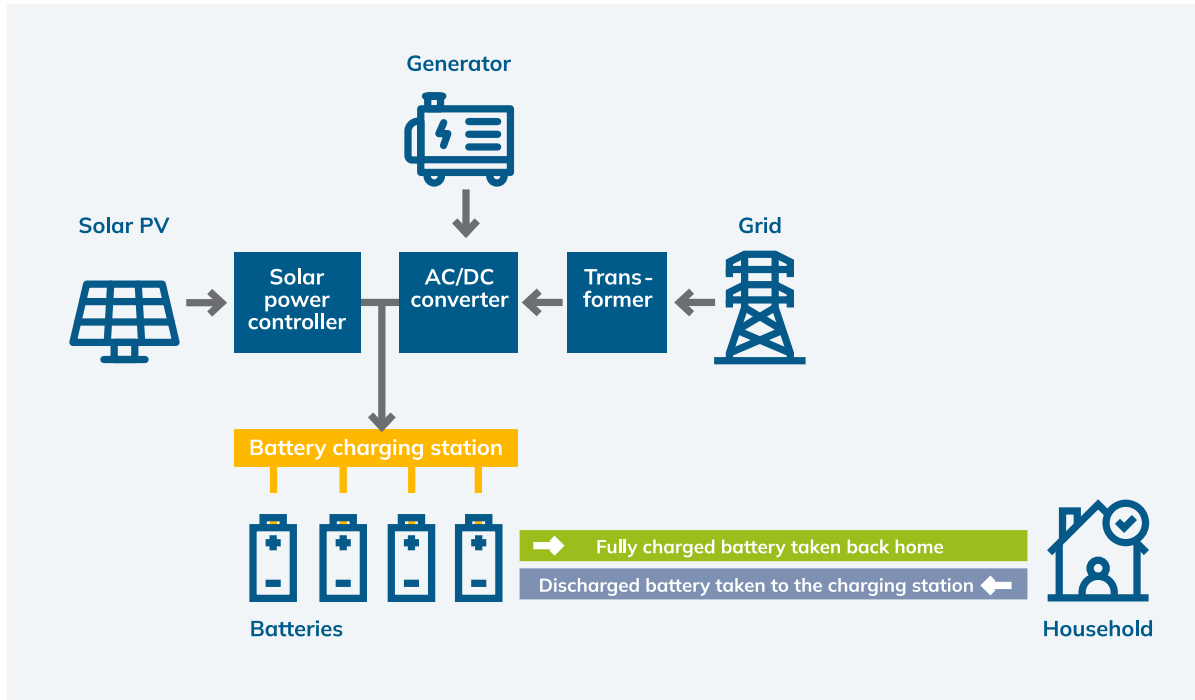 Generator
Solar PV
Grid
Solar
power
controller
AC/DC
converter
Trans-
former
Battery charging station
Fully charged battery taken back home
Discharged battery taken to the charging station
Batteries
Household